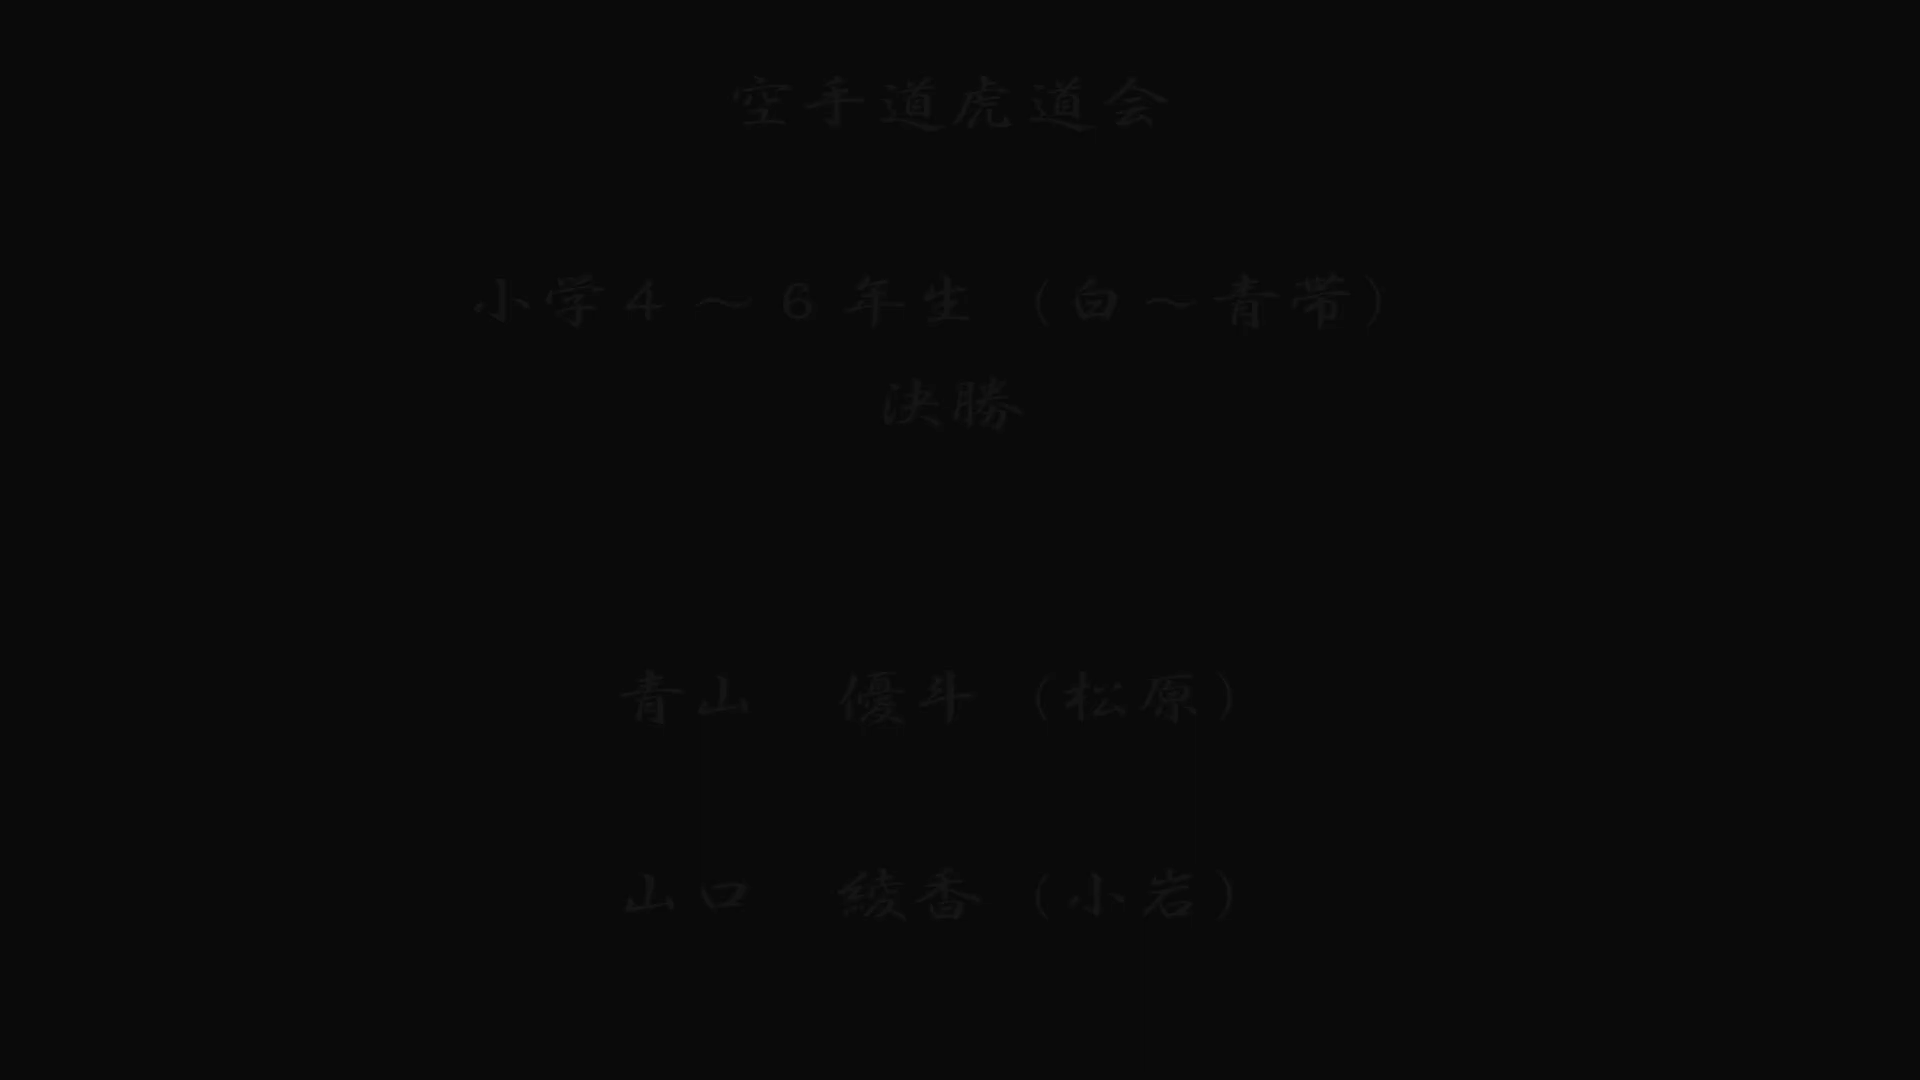 空手道虎道会
小学４～６年生（白～青帯）
決勝
青山　優斗（松原）
山口　綾香（小岩）